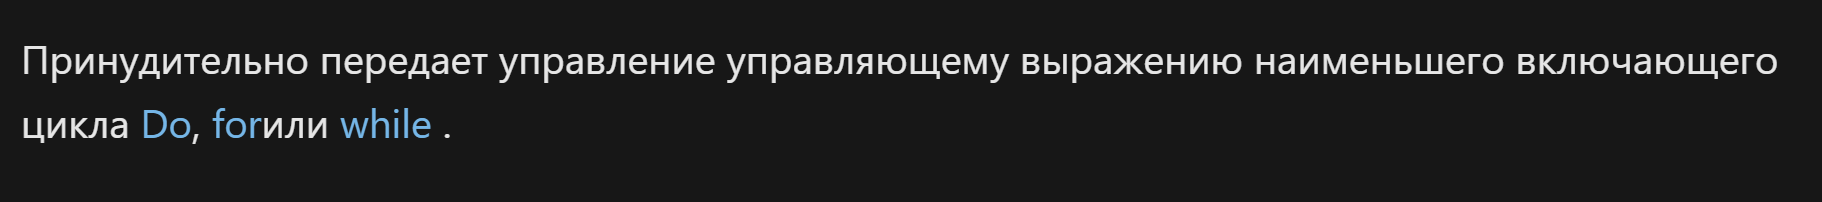 Принудительно передает управление управляющему выражению наименьшего включающего
цикла Do, forили while .